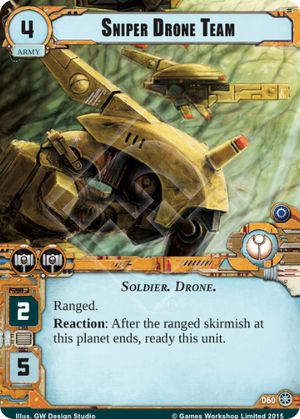 4
ARMY
Sniper Drone Team
Soldier. Drone.
2
Ranged.
Reaction: After the ranged skirmish at
this planet ends, ready this unit.
5
060
Illus. GW Design Studio
© Games Workshop Limited 2015